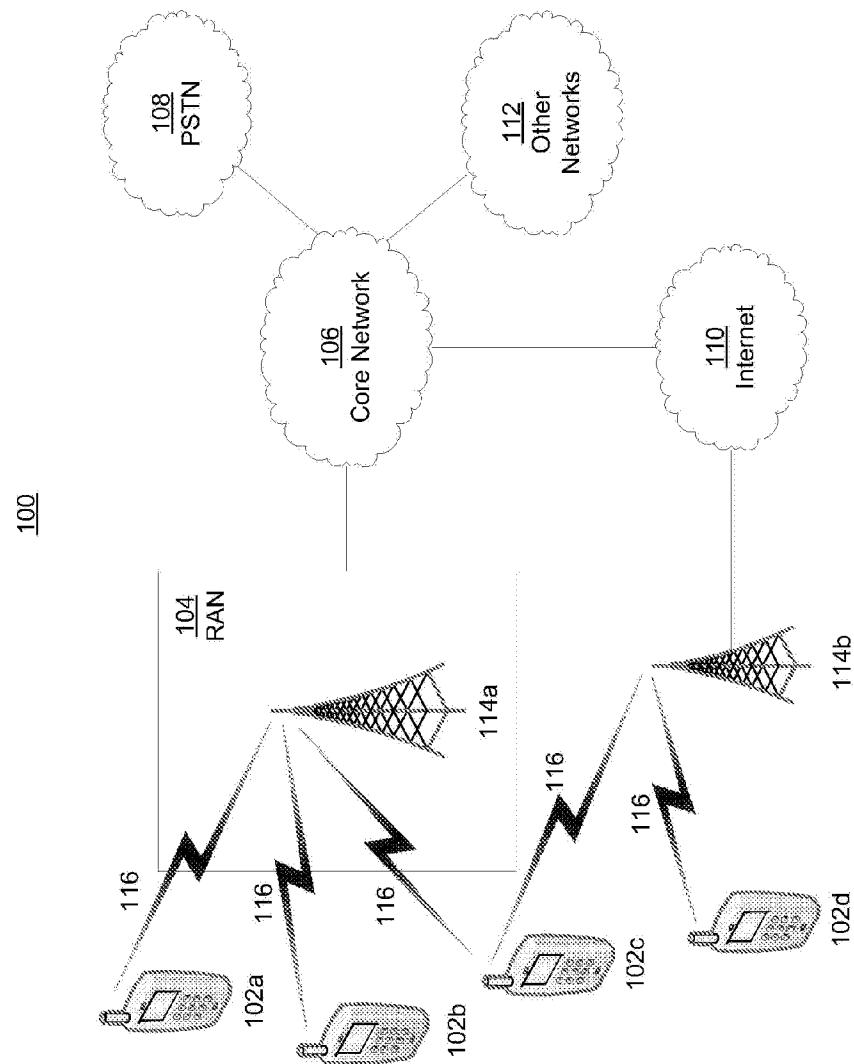 100
116
108
PSTN
104
RAN
102a
116
106
Core Network
116
102b
114a
112
Other
Networks
116
102c
116
110
Internet
102d
114b